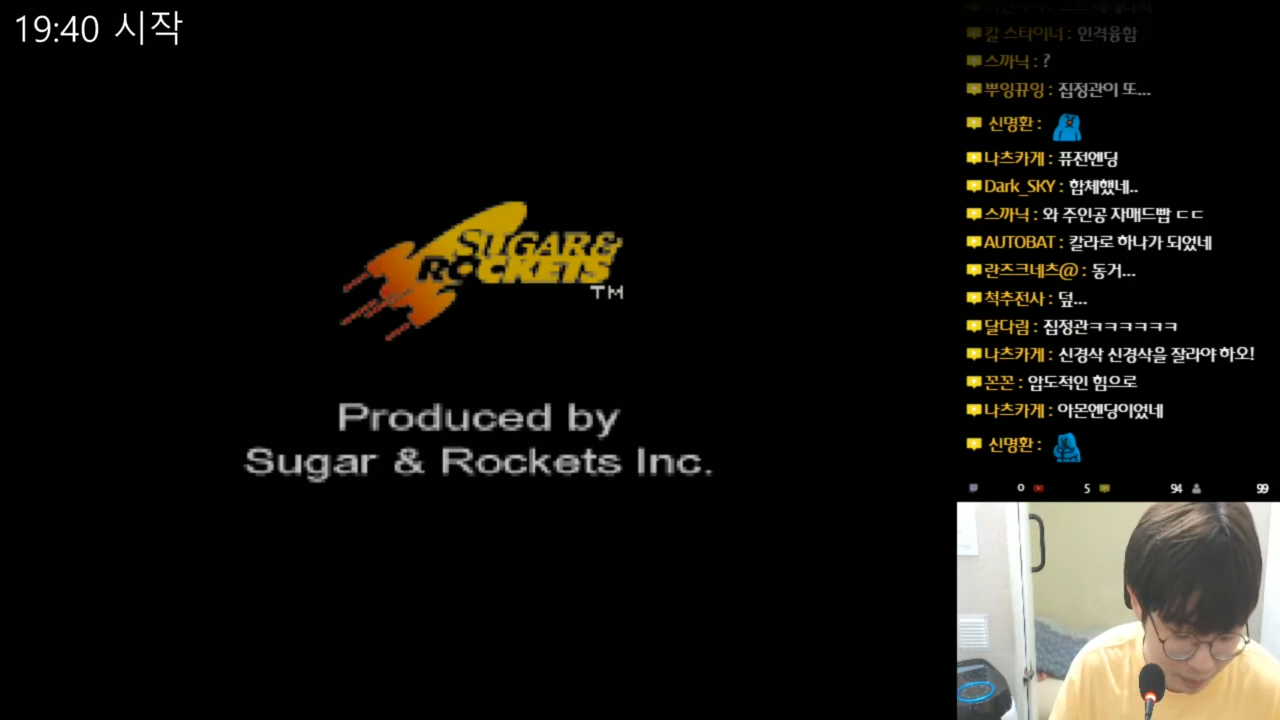 19:40 시작
SUGAR&
ROCKETS
TM
Produced by
Sugar & Rockets Inc.
칼 스타이너 : 인격융합
스까닉 : ?
뿌잉뀨잉 : 집정관이 또...
신명환 :
나츠카게 : 퓨전엔딩
Dark_SKY : 합체했네..
스까닉 : 와 주인공 자매드빱 ㄷㄷ
AUTOBAT : 칼라로 하나가 되었네
란즈크네츠@ : 동거...
척추전사 : 덮...
달다림 : 집정관ㅋㅋㅋㅋㅋㅋ
나츠카게 : 신경삭 신경삭을 잘라야 하오!
꼰꼰 : 압도적인 힘으로
나츠카게 : 아몬엔딩이었네
신명환 :
0 5 94 99